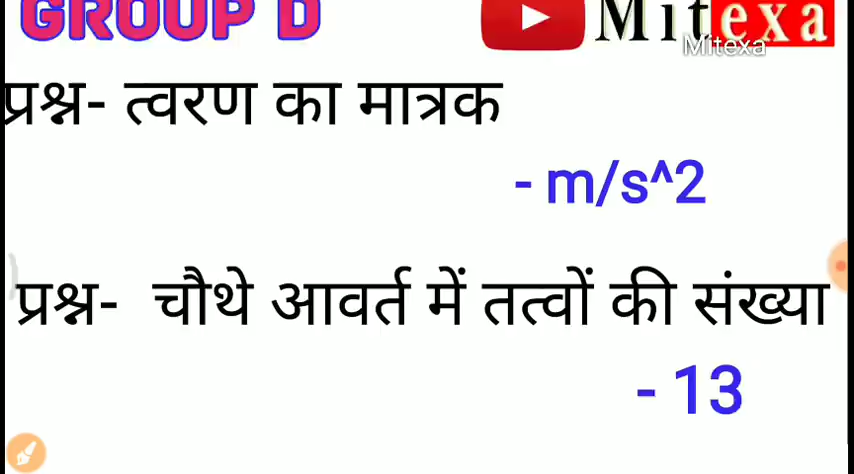 GROUP D
Mitexa
Mitexa
प्रश्न- त्वरण का मात्रक
- m/s^2
प्रश्न- चौथे आवर्त में तत्वों की संख्या
- 13